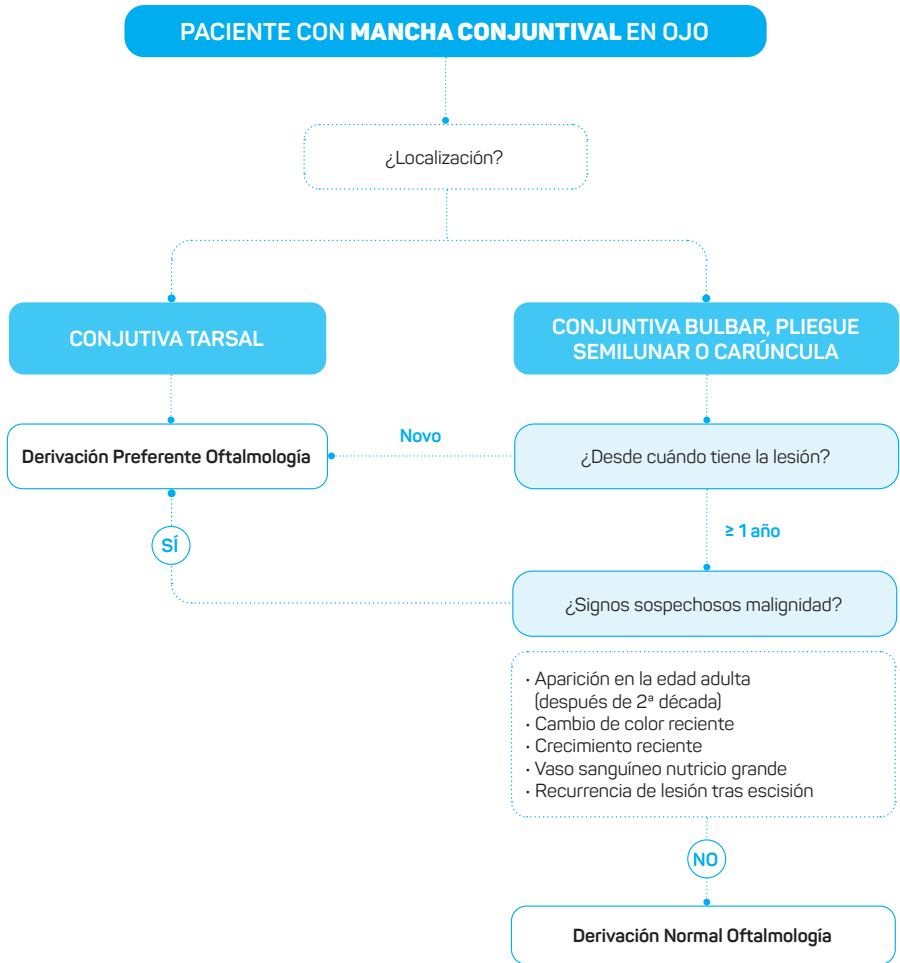 PACIENTE CON MANCHA CONJUNTIVAL EN OJO
¿Localización?
CONJUTIVA TARSAL
CONJUNTIVA BULBAR, PLIEGUE
SEMILUNAR O CARÚNCULA
Derivación Preferente Oftalmología
Novo
¿Desde cuándo tiene la lesión?
≥ 1 año
SÍ
¿Signos sospechosos malignidad?
· Aparición en la edad adulta
(después de 2ª década)
· Cambio de color reciente
· Crecimiento reciente
· Vaso sanguíneo nutricio grande
· Recurrencia de lesión tras escisión
NO
Derivación Normal Oftalmología